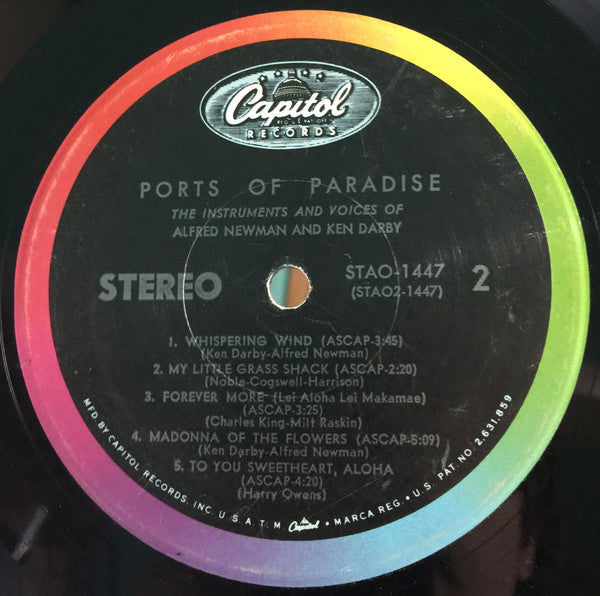 Capitol
RECORDS
PORTS OF PARADISE
THE INSTRUMENTS AND VOICES OF
ALFRED NEWMAN AND KEN DARBY
STEREO
STAO-1447
(STAO2-1447)
2
1. WHISPERING WIND (ASCAP-3:45)
(Ken Darby-Alfred Newman)
2. MY LITTLE GRASS SHACK (ASCAP-2:20)
(Noble-Cogswell-Harrison)
3. FOREVER MORE (Lei Aloha Lei Makamae)
(ASCAP-3:25)
(Charles King-Milt Raskin)
4. MADONNA OF THE FLOWERS (ASCAP-5:09)
(Ken Darby-Alfred Newman)
5. TO YOU SWEETHEART, ALOHA
(ASCAP-4:20)
(Harry Owens)
MFD. BY CAPITOL RECORDS, INC. U. S. A. T. M. Capitol • MARCA REG. • U. S. PAT. NO. 2,631,859